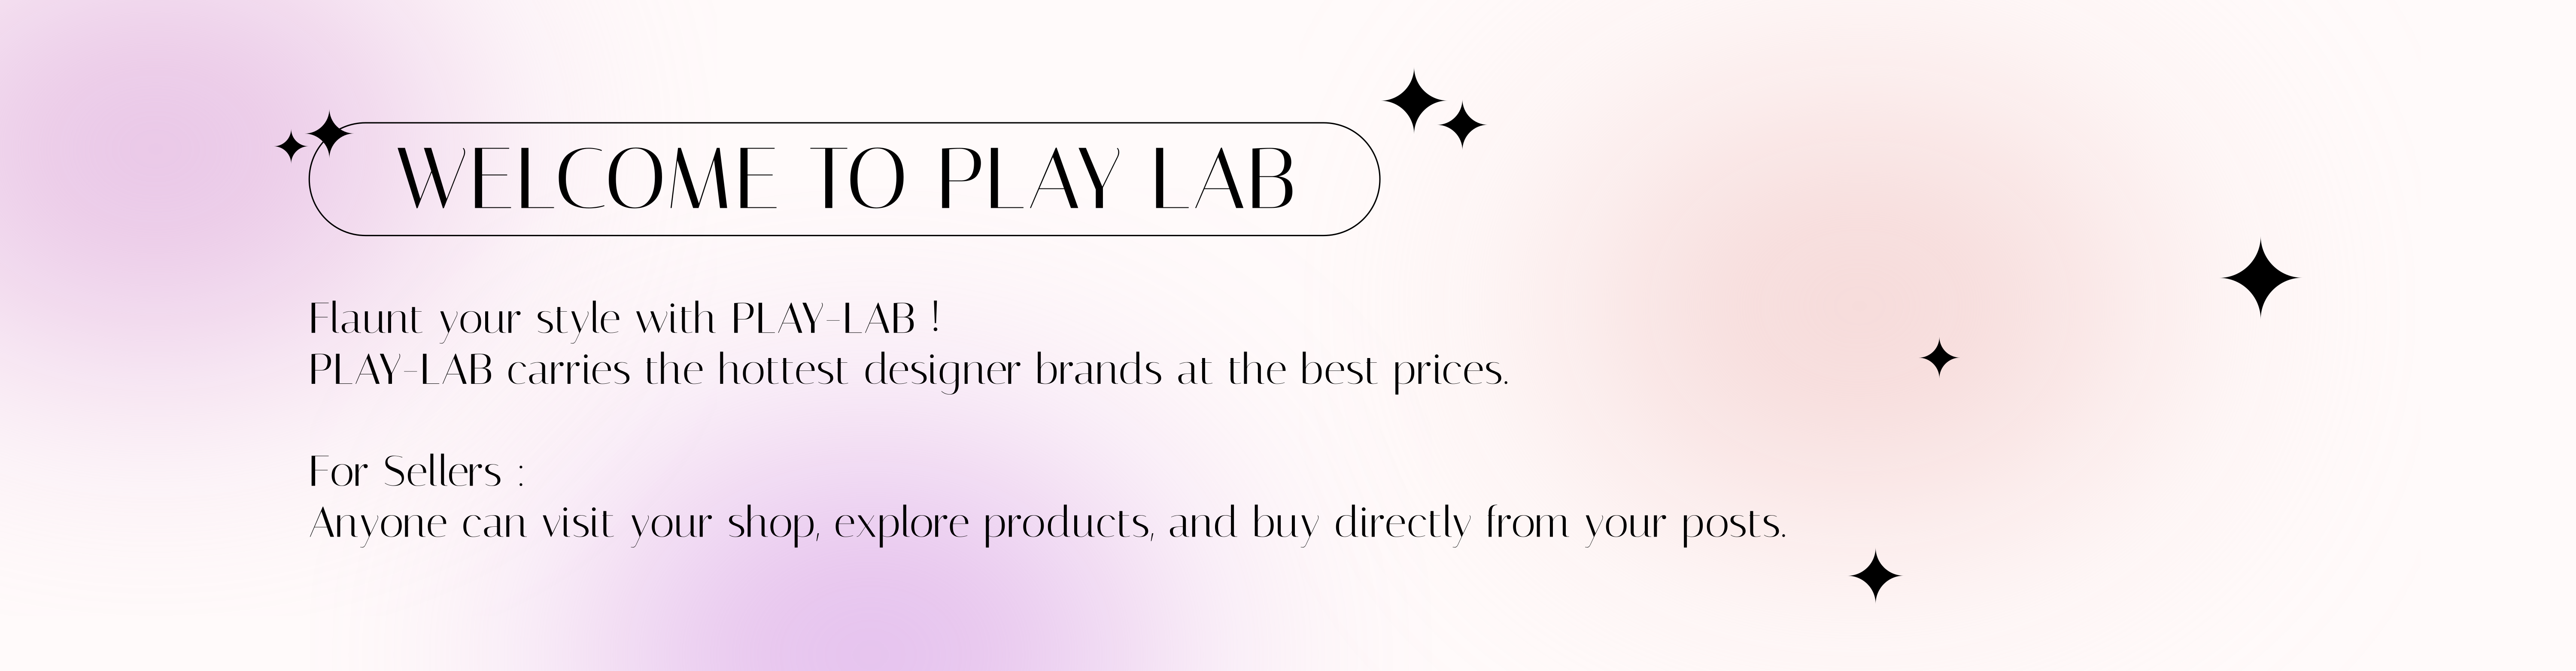 WELCOME TO PLAY LAB
Flaunt your style with PLAY-LAB !
PLAY-LAB carries the hottest designer brands at the best prices.
For Sellers :
Anyone can visit your shop, explore products, and buy directly from your posts.